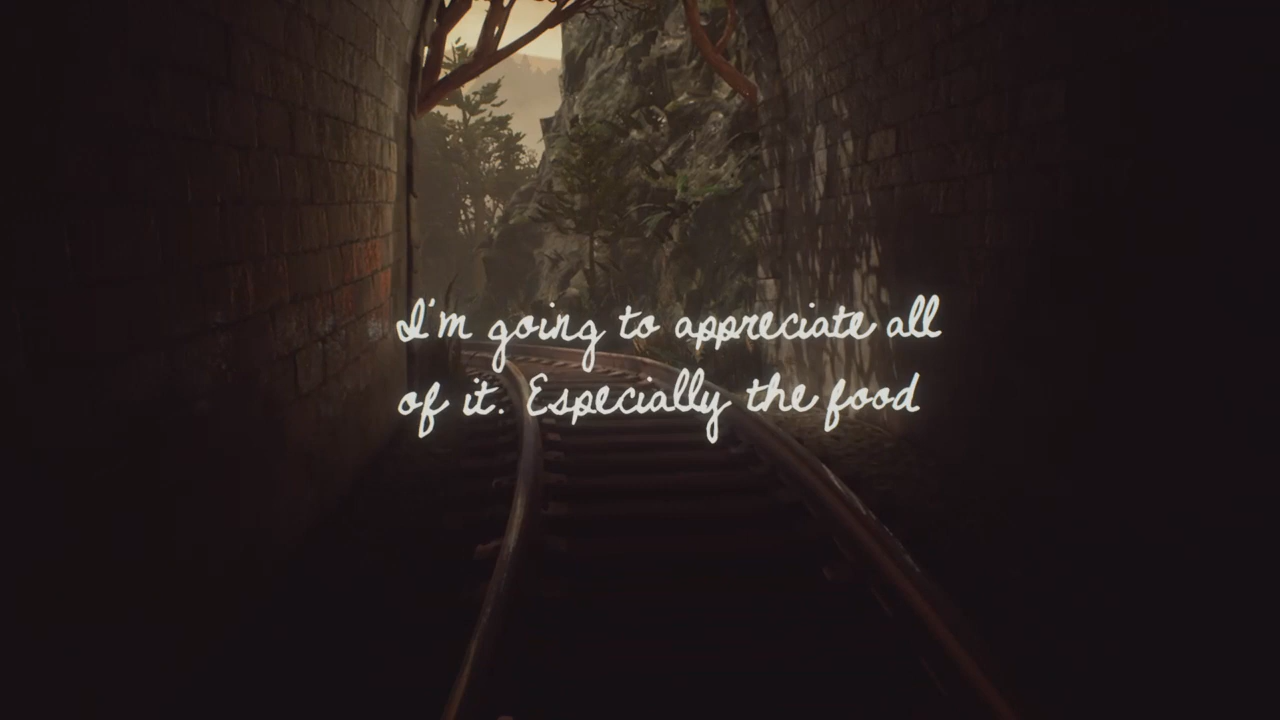 I'm going to appreciate all
of it. Especially the food